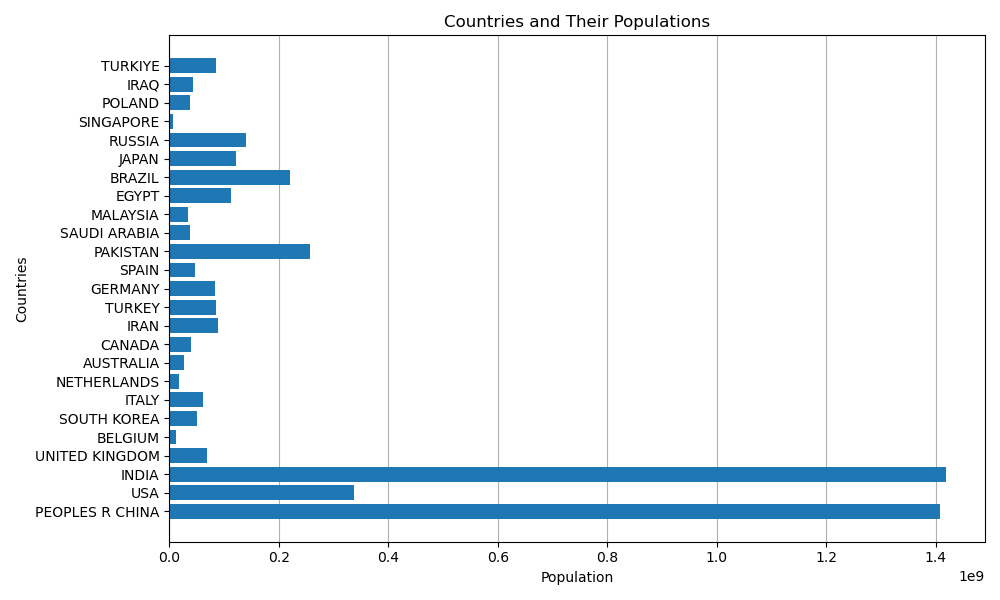 Countries and Their Populations
TURKIYE
IRAQ
POLAND
SINGAPORE
RUSSIA
JAPAN
BRAZIL
EGYPT
MALAYSIA
SAUDI ARABIA
PAKISTAN
SPAIN
GERMANY
TURKEY
IRAN
CANADA
AUSTRALIA
NETHERLANDS
ITALY
SOUTH KOREA
BELGIUM
UNITED KINGDOM
INDIA
USA
PEOPLES R CHINA
Countries
0.0 0.2 0.4 0.6 0.8 1.0 1.2 1.4
1e9
Population